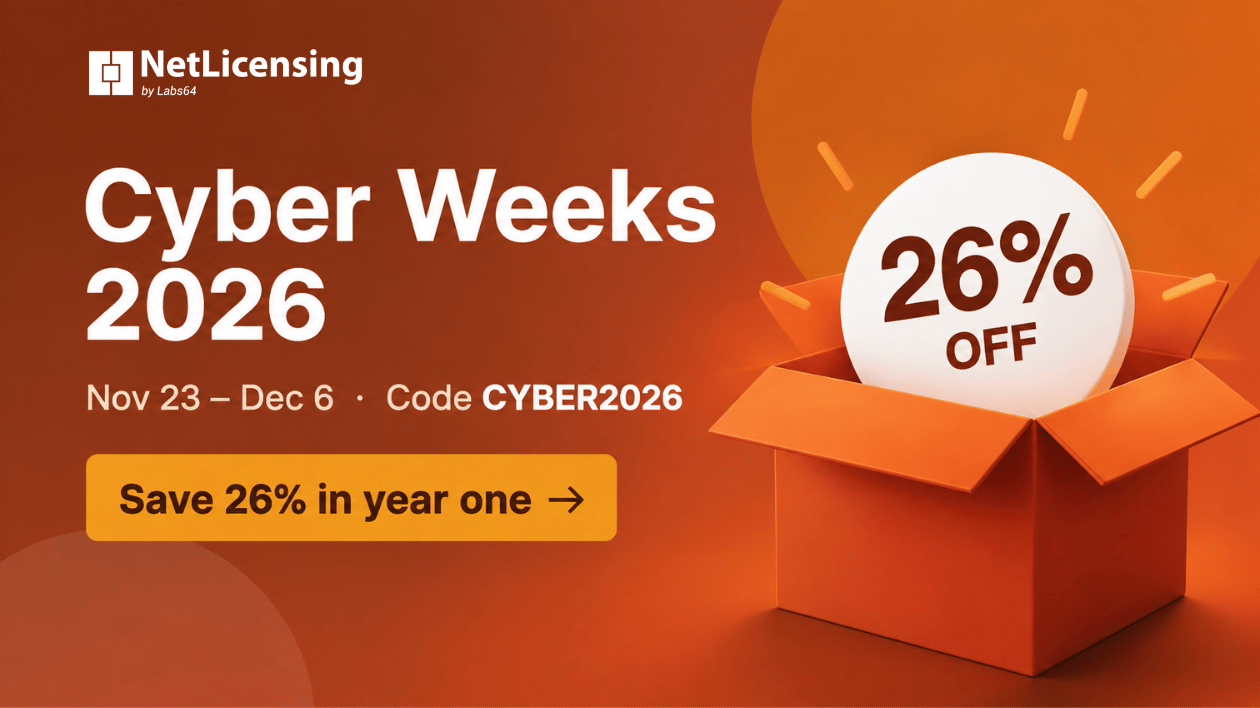 NetLicensing
by Labs64
Cyber Weeks
2026
Nov 23 – Dec 6 · Code CYBER2026
Save 26% in year one →
26%
OFF